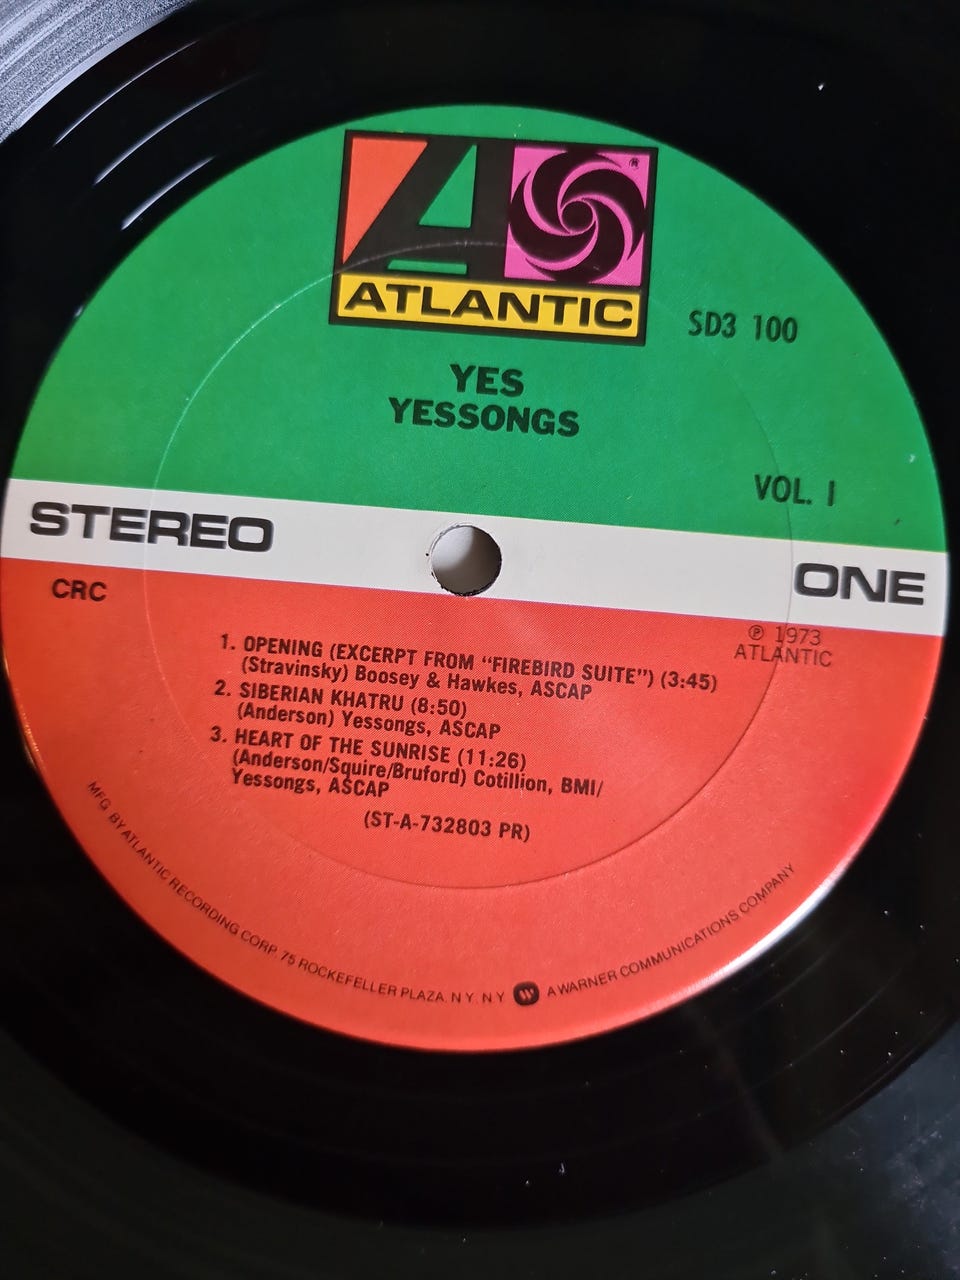 ®
ATLANTIC
SD3 100
YES
YESSONGS
VOL. I
STEREO
ONE
CRC
℗ 1973
ATLANTIC
1. OPENING (EXCERPT FROM "FIREBIRD SUITE") (3:45)
(Stravinsky) Boosey & Hawkes, ASCAP
2. SIBERIAN KHATRU (8:50)
(Anderson) Yessongs, ASCAP
3. HEART OF THE SUNRISE (11:26)
(Anderson/Squire/Bruford) Cotillion, BMI/
Yessongs, ASCAP
(ST-A-732803 PR)
MFG BY ATLANTIC RECORDING CORP. 75 ROCKEFELLER PLAZA. N.Y. N.Y A WARNER COMMUNICATIONS COMPANY